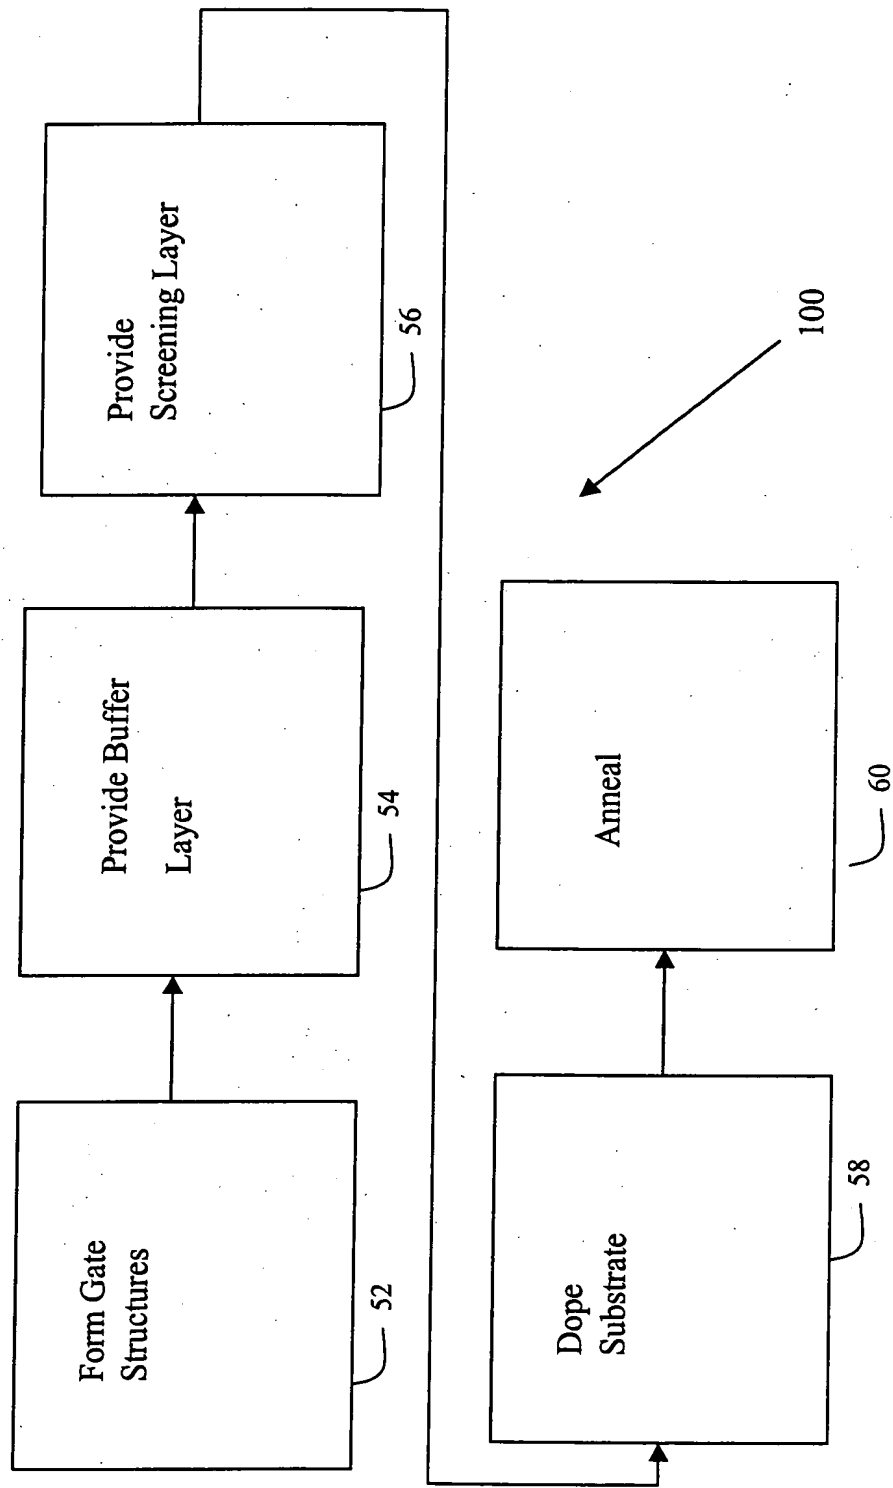 Form Gate
Structures
52
Provide Buffer
Layer
54
Provide
Screening Layer
56
Dope
Substrate
58
Anneal
60
100